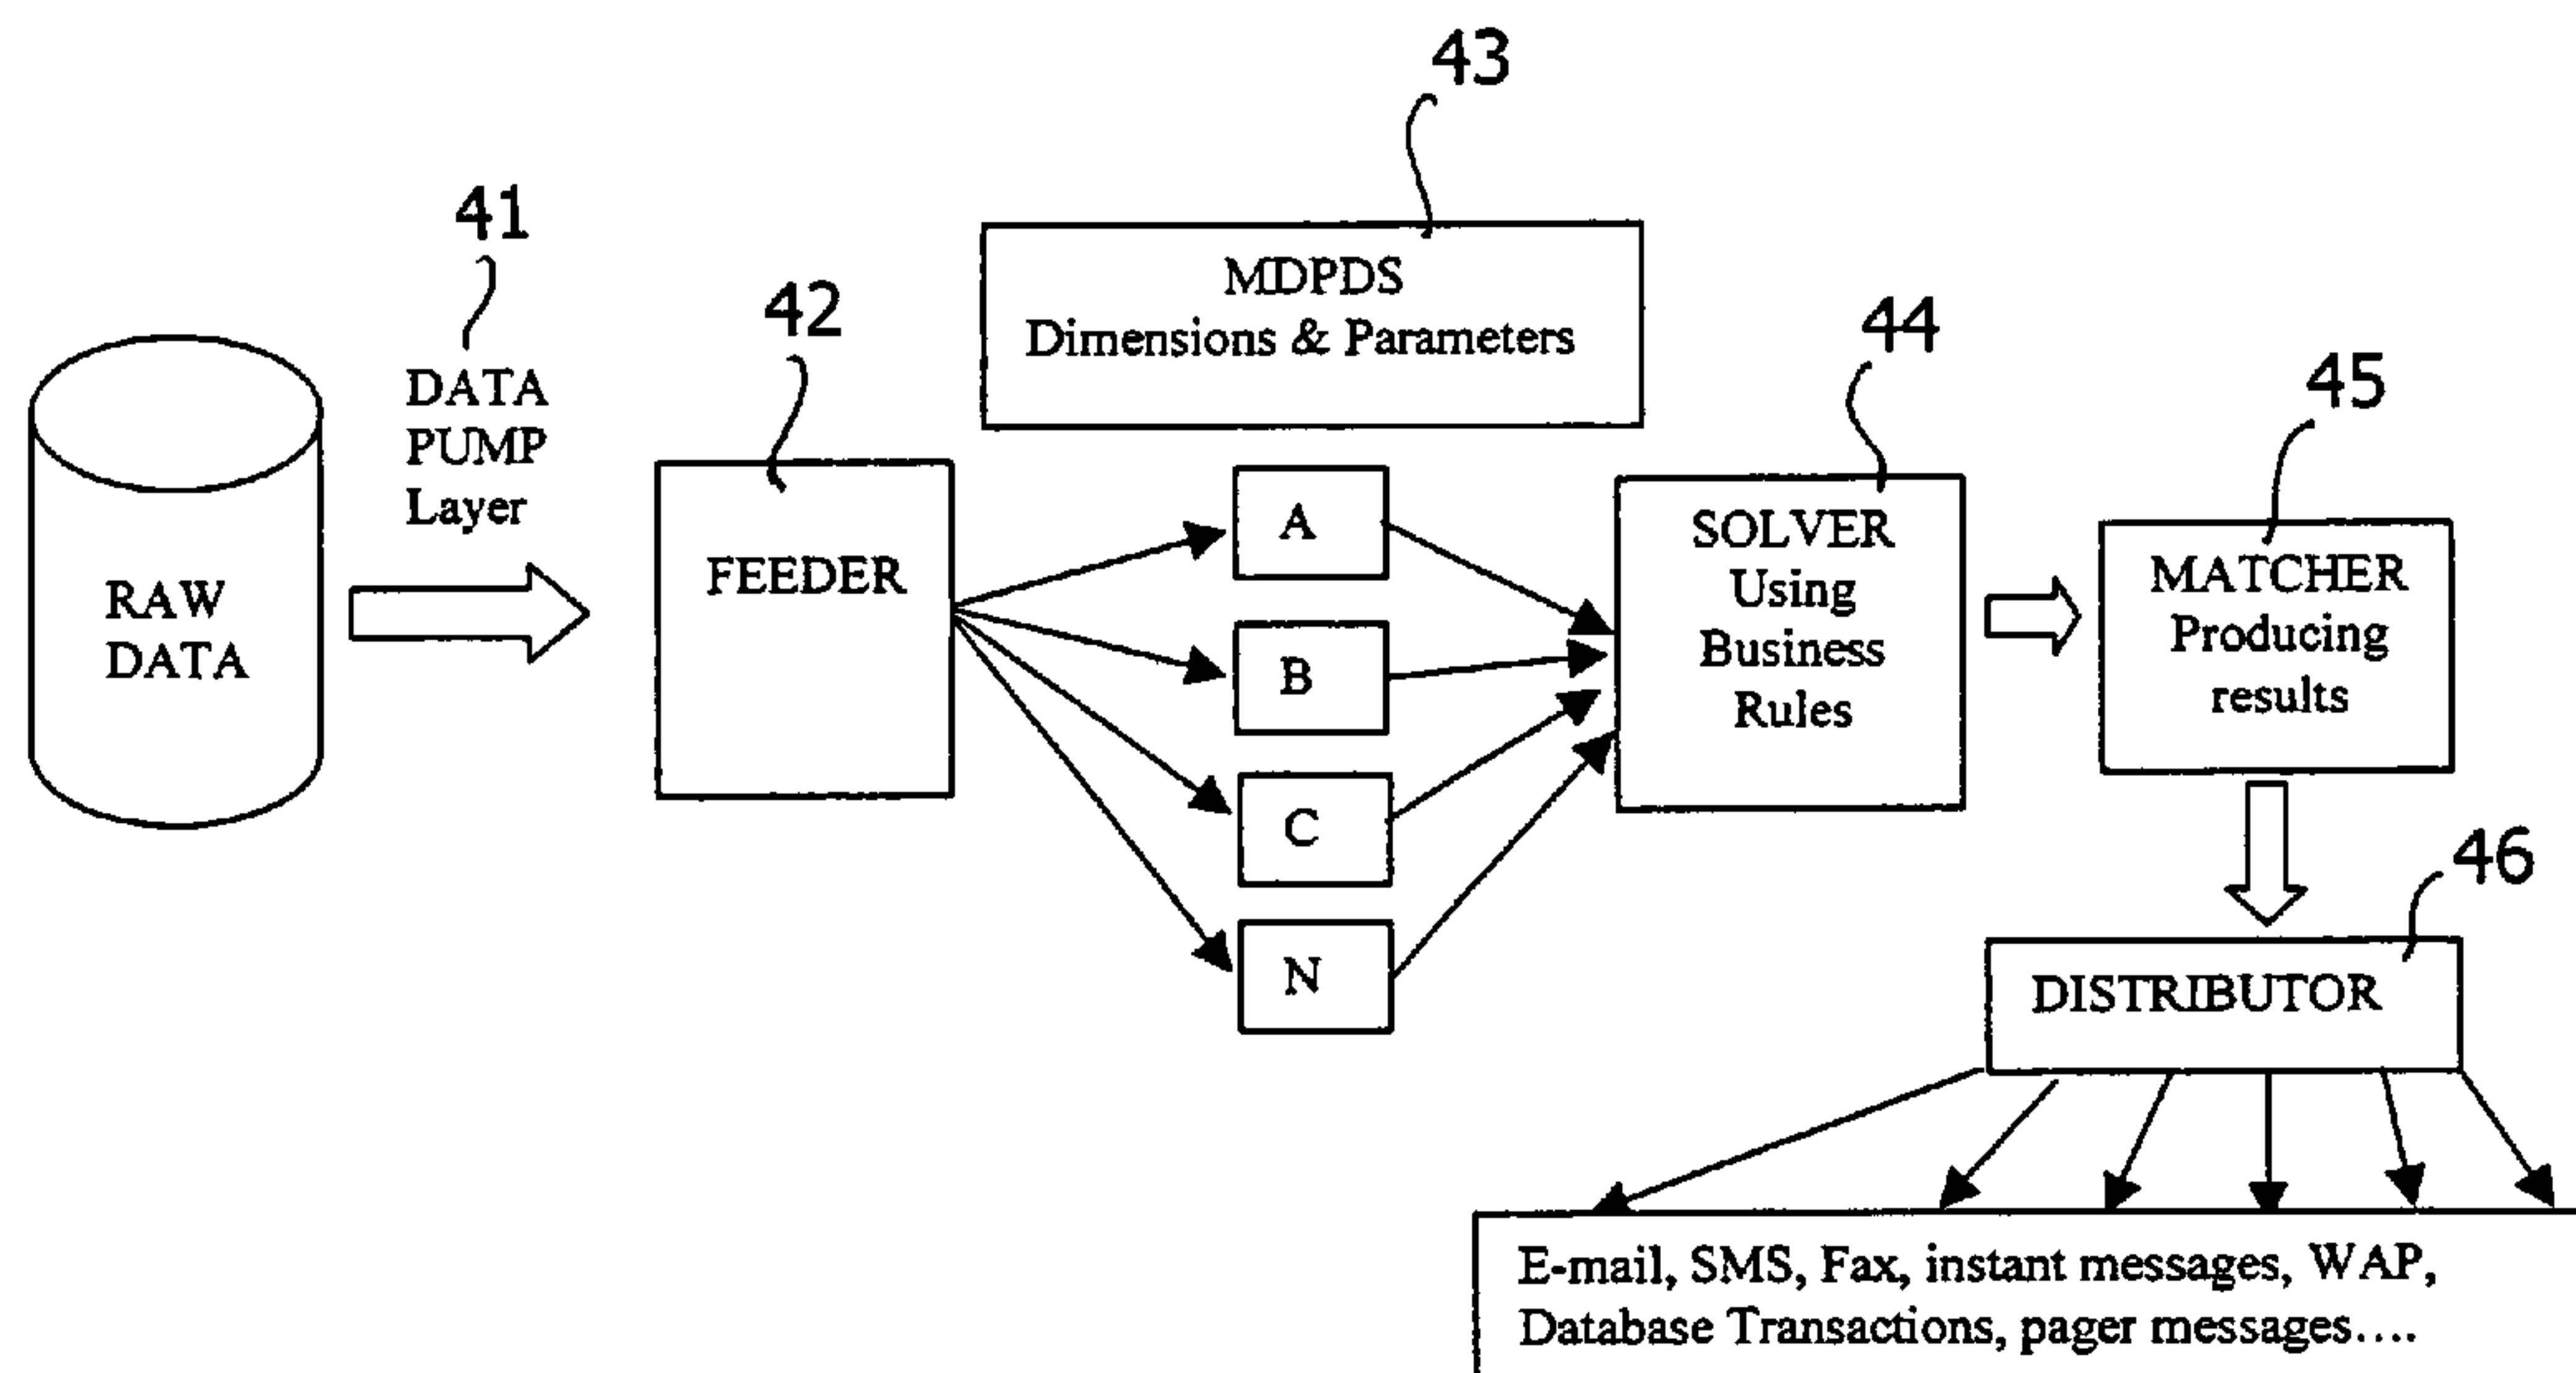 43
41
MDPDS
Dimensions & Parameters
42
44
45
DATA
PUMP
Layer
RAW
DATA
FEEDER
A
B
C
N
SOLVER
Using
Business
Rules
MATCHER
Producing
results
46
DISTRIBUTOR
E-mail, SMS, Fax, instant messages, WAP,
Database Transactions, pager messages....